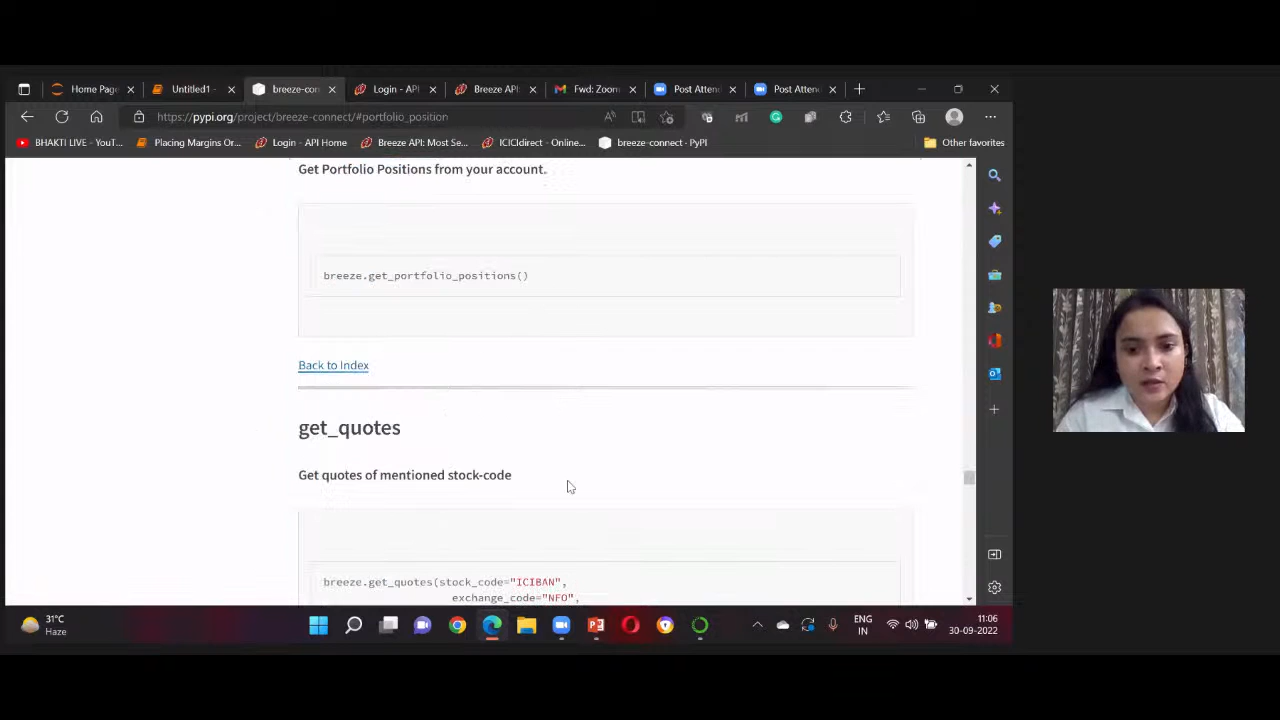 Home Page
Untitled1 -
breeze-con
Login - API
Breeze API:
Fwd: Zoom
Post Attend
Post Attend
https://pypi.org/project/breeze-connect/#portfolio_position
BHAKTI LIVE - YouT...
Placing Margins Or...
Login - API Home
Breeze API: Most Se...
ICICIdirect - Online...
breeze-connect · PyPI
Other favorites
Get Portfolio Positions from your account.
breeze.get_portfolio_positions()
Back to Index
get_quotes
Get quotes of mentioned stock-code
breeze.get_quotes(stock_code="ICIBAN",
exchange_code="NFO",
31°C
Haze
ENG
IN
11:06
30-09-2022